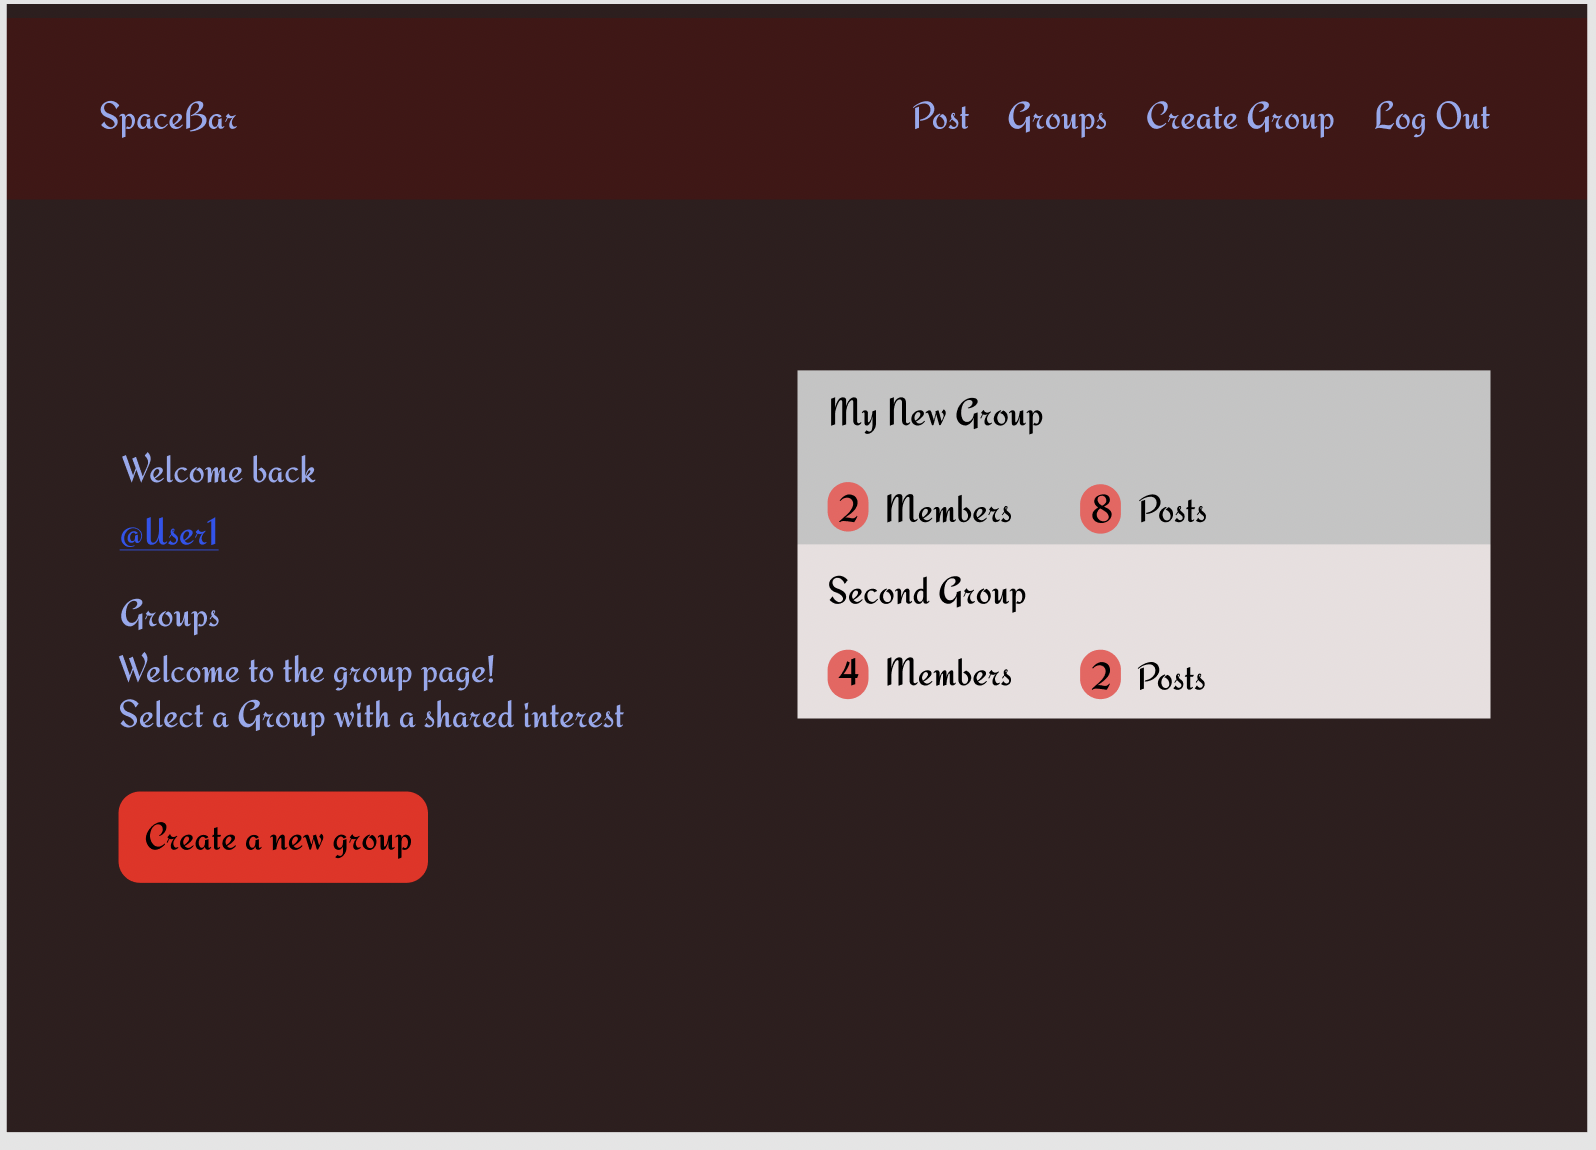 SpaceBar
Post Groups Create Group Log Out
Welcome back
@User1
Groups
Welcome to the group page!
Select a Group with a shared interest
Create a new group
My New Group
2 Members 8 Posts
Second Group
4 Members 2 Posts